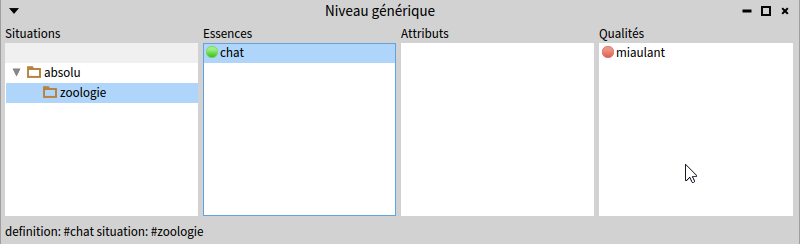 Niveau générique
Situations Essences Attributs Qualités
chat miaulant
absolu
zoologie
definition: #chat situation: #zoologie